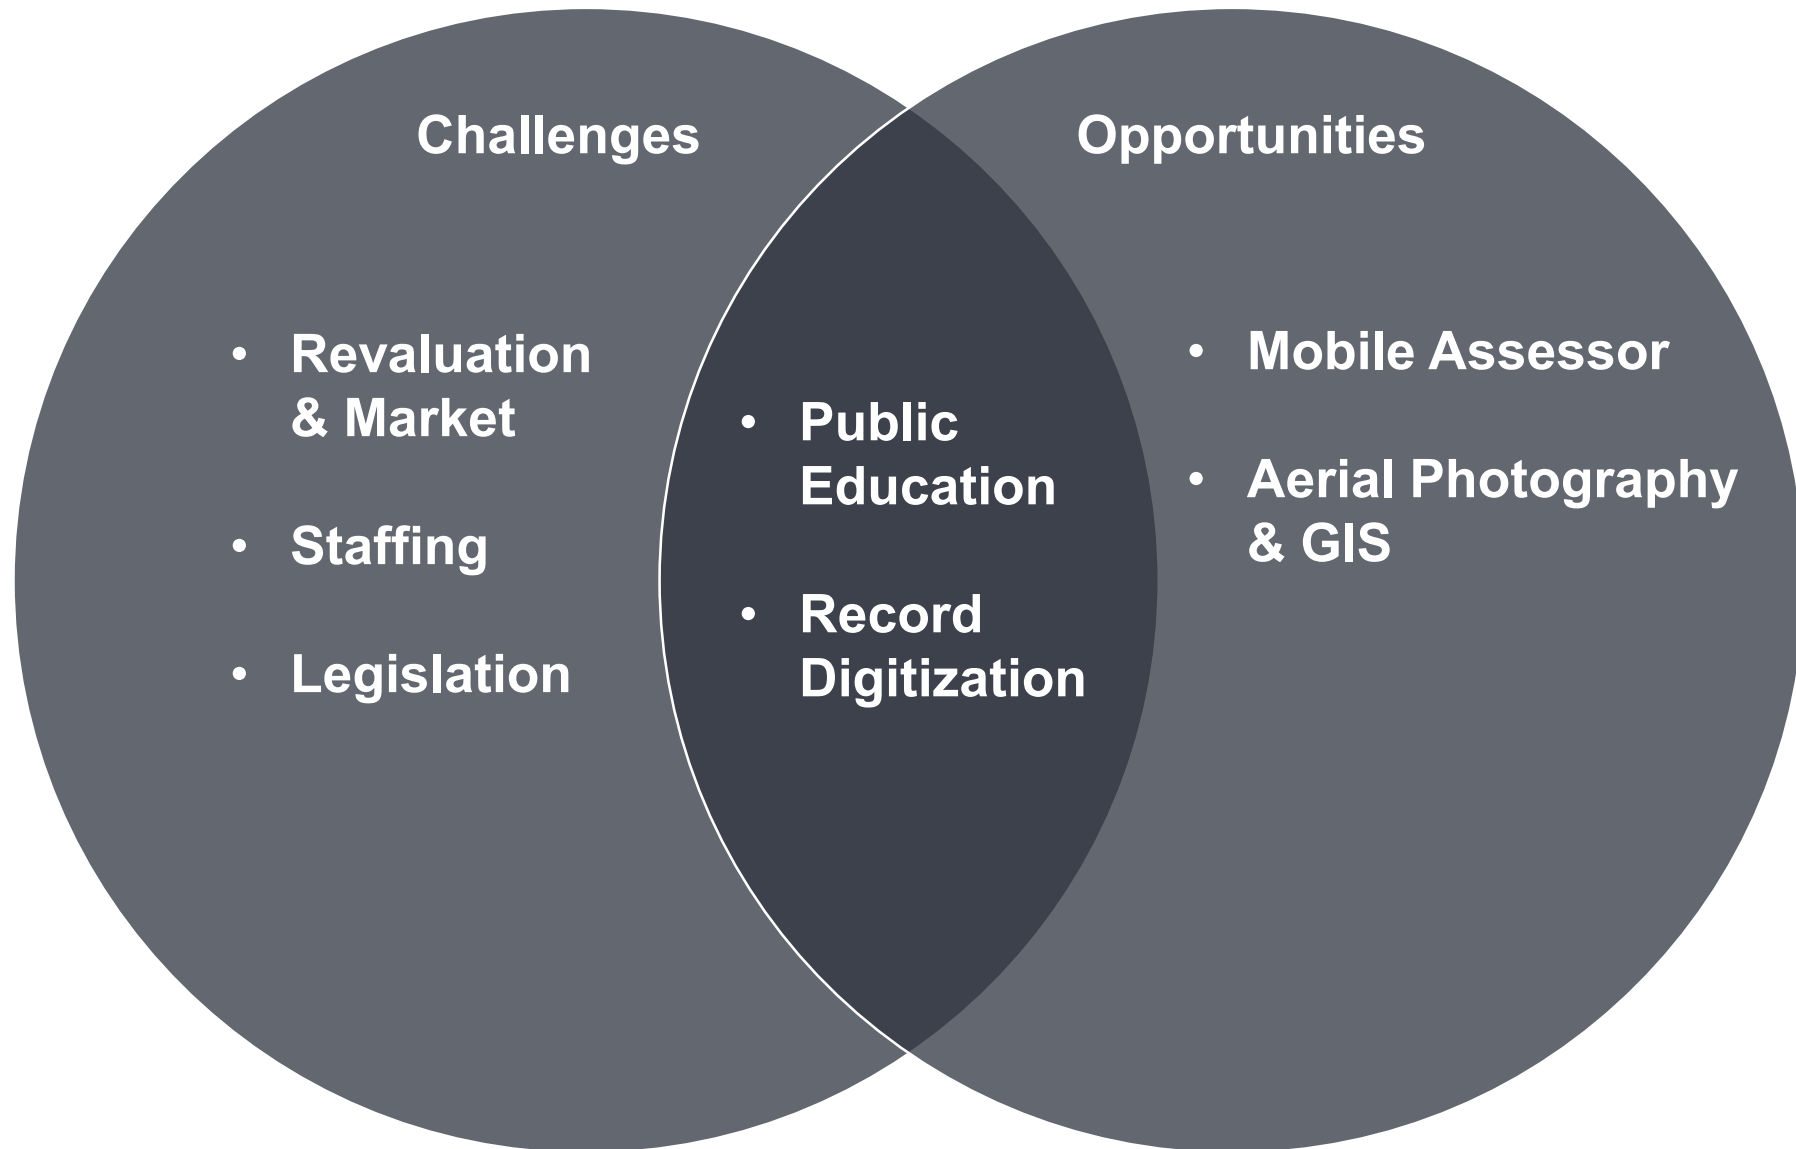 Challenges
• Revaluation
& Market
• Staffing
• Legislation
• Public
Education
• Record
Digitization
Opportunities
• Mobile Assessor
• Aerial Photography
& GIS